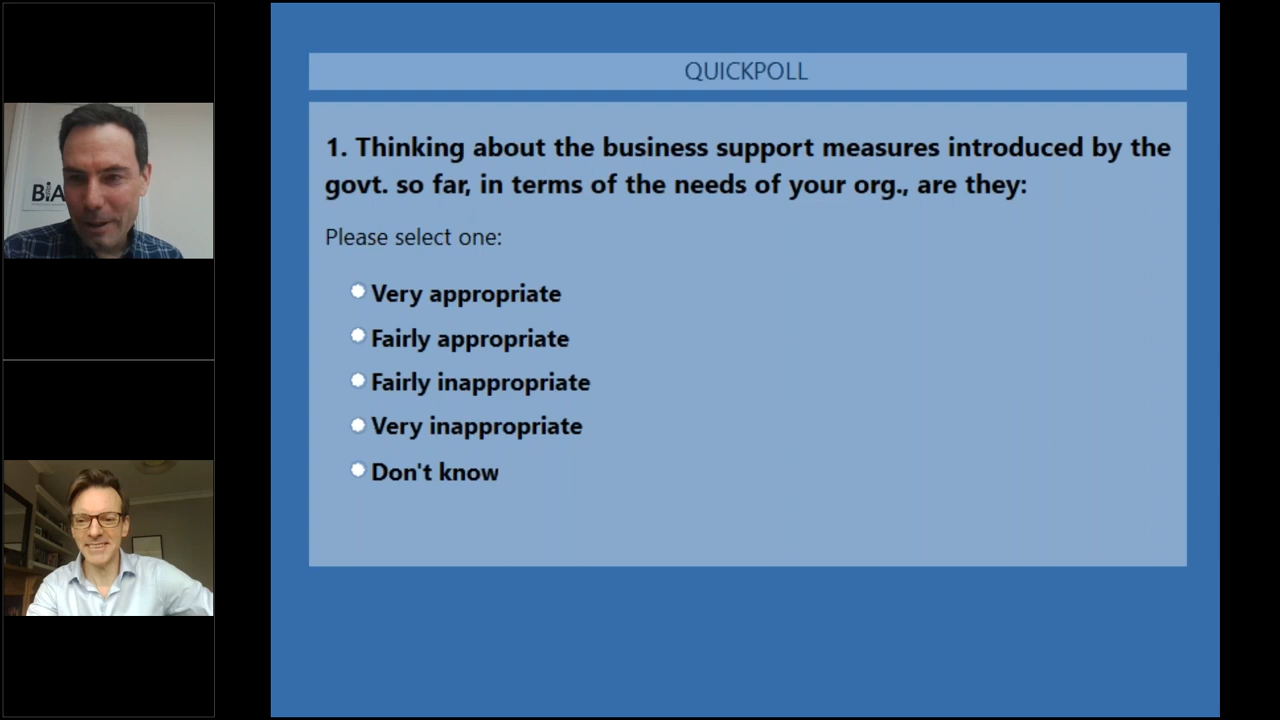 BiA
QUICKPOLL
1. Thinking about the business support measures introduced by the
govt. so far, in terms of the needs of your org., are they:
Please select one:
Very appropriate
Fairly appropriate
Fairly inappropriate
Very inappropriate
Don't know